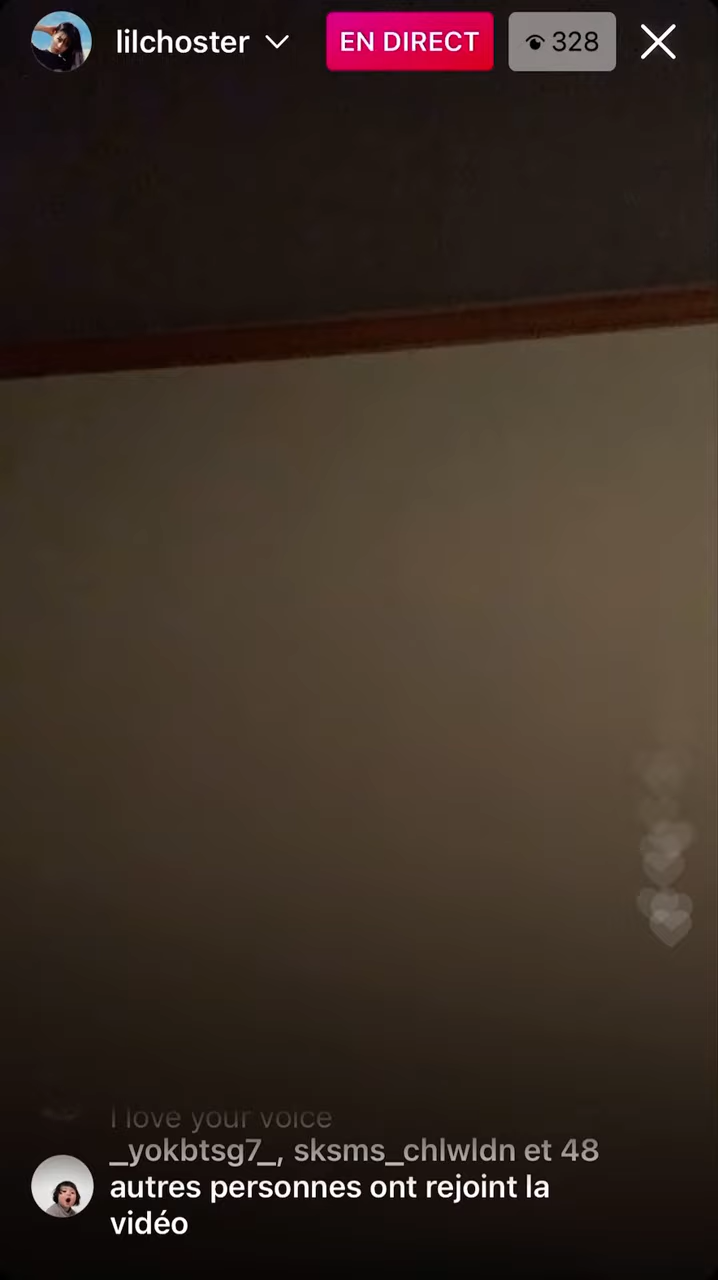 lilchoster
EN DIRECT
328
I love your voice
_yokbtsg7_, sksms_chlwldn et 48
autres personnes ont rejoint la
vidéo